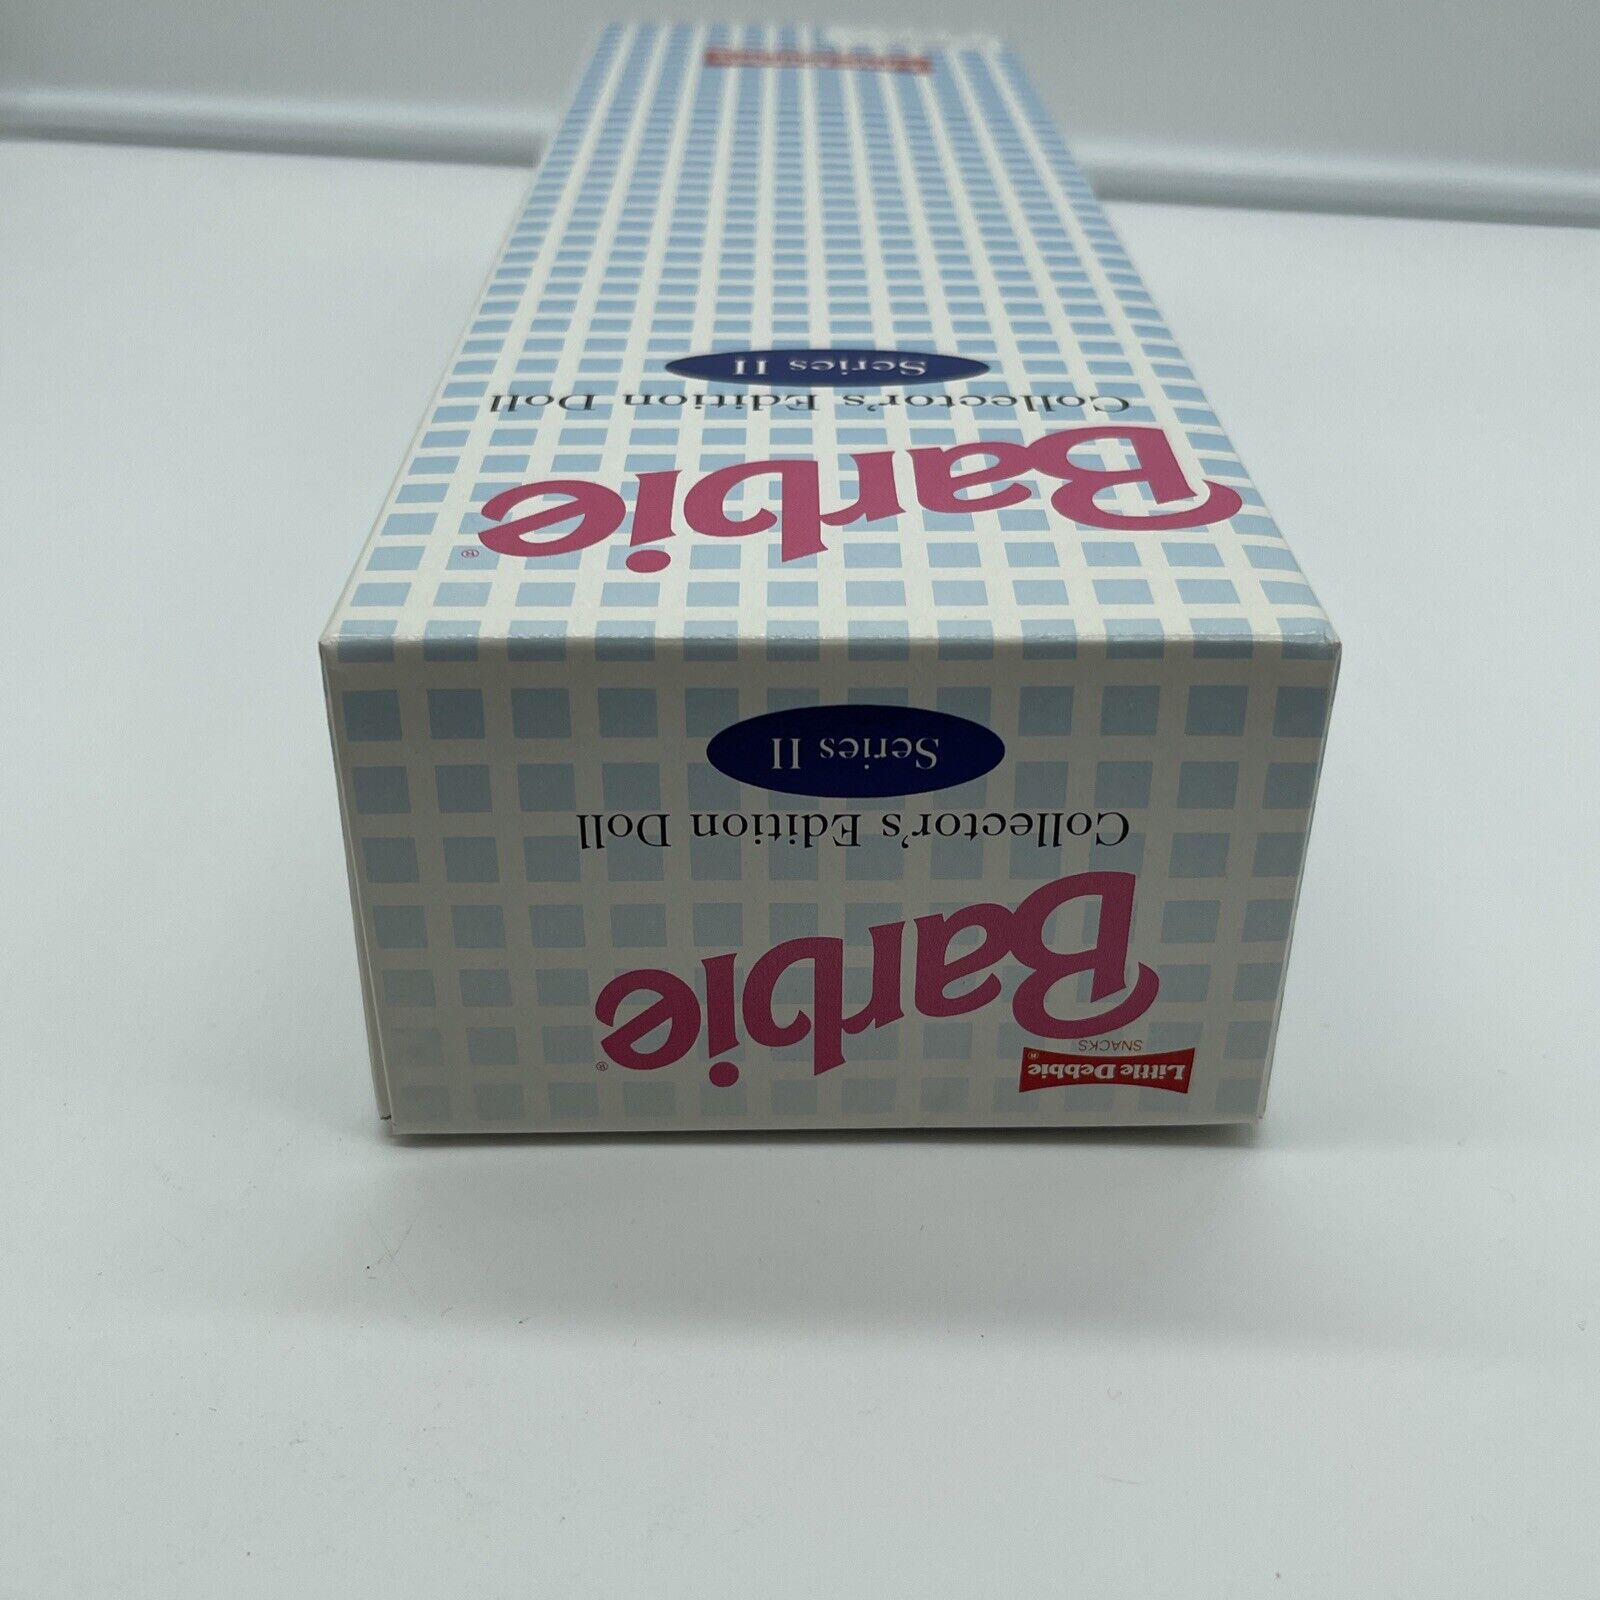 Little Debbie®
SNACKS
Barbie®
Collector's Edition Doll
Series II
Barbie®
Collector's Edition Doll
Series II